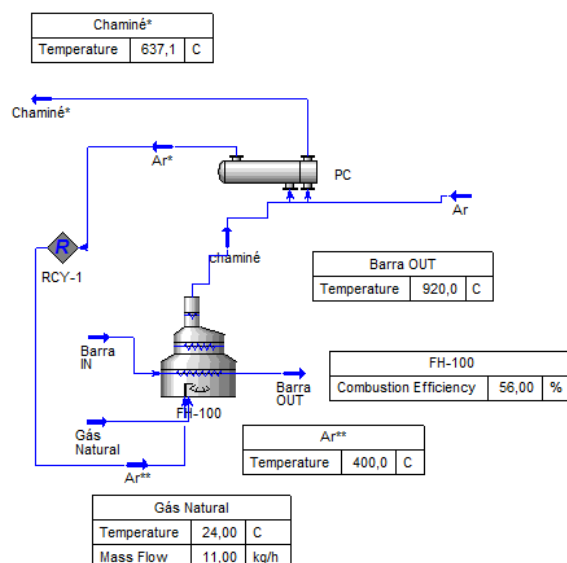 Chaminé*
Temperature 637,1 C
Chaminé*
Ar*
PC
Ar
R
RCY-1
chaminé
Barra OUT
Temperature 920,0 C
Barra
IN
Barra
OUT
FH-100
FH-100
Combustion Efficiency 56,00 %
Gás
Natural
Ar**
Ar**
Temperature 400,0 C
Gás Natural
Temperature 24,00 C
Mass Flow 11,00 kg/h